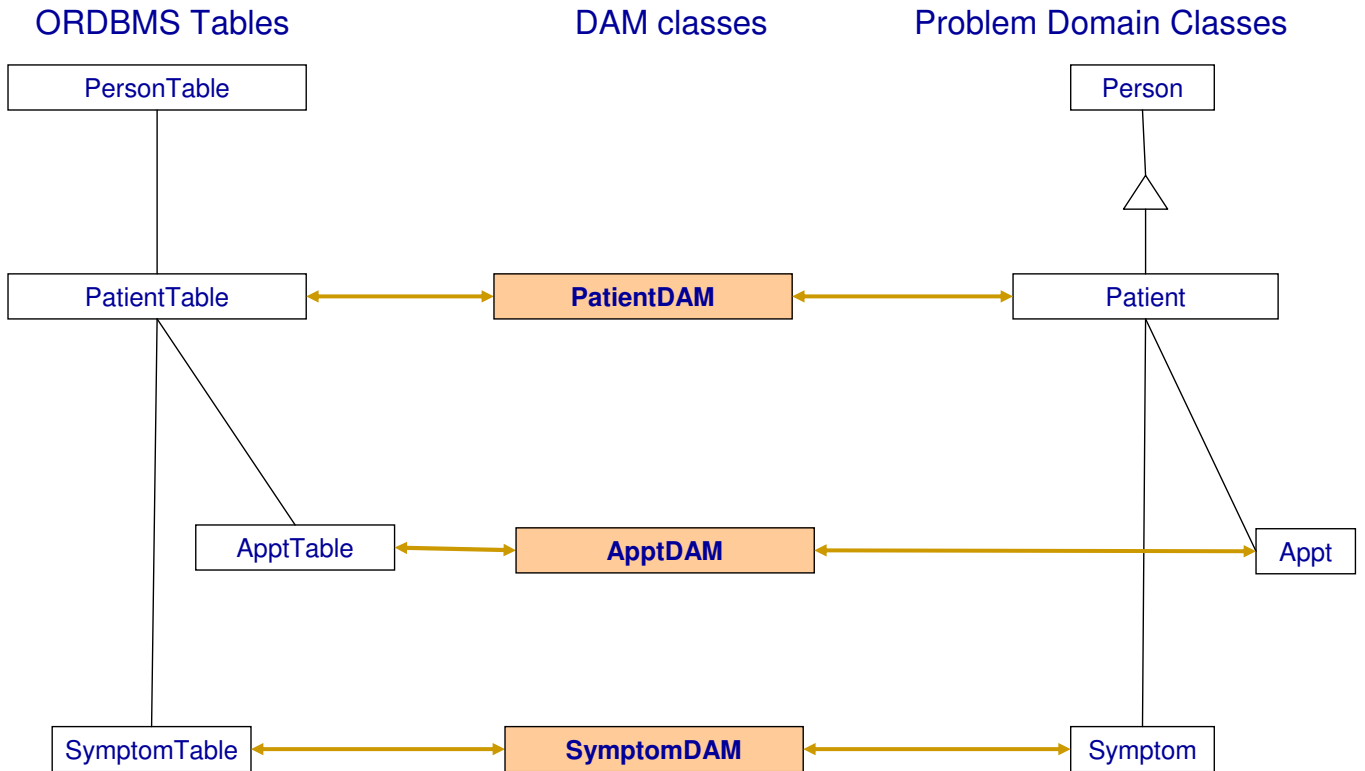 ORDBMS Tables
DAM classes
Problem Domain Classes
PersonTable
Person
PatientTable
PatientDAM
Patient
ApptTable
ApptDAM
Appt
SymptomTable
SymptomDAM
Symptom